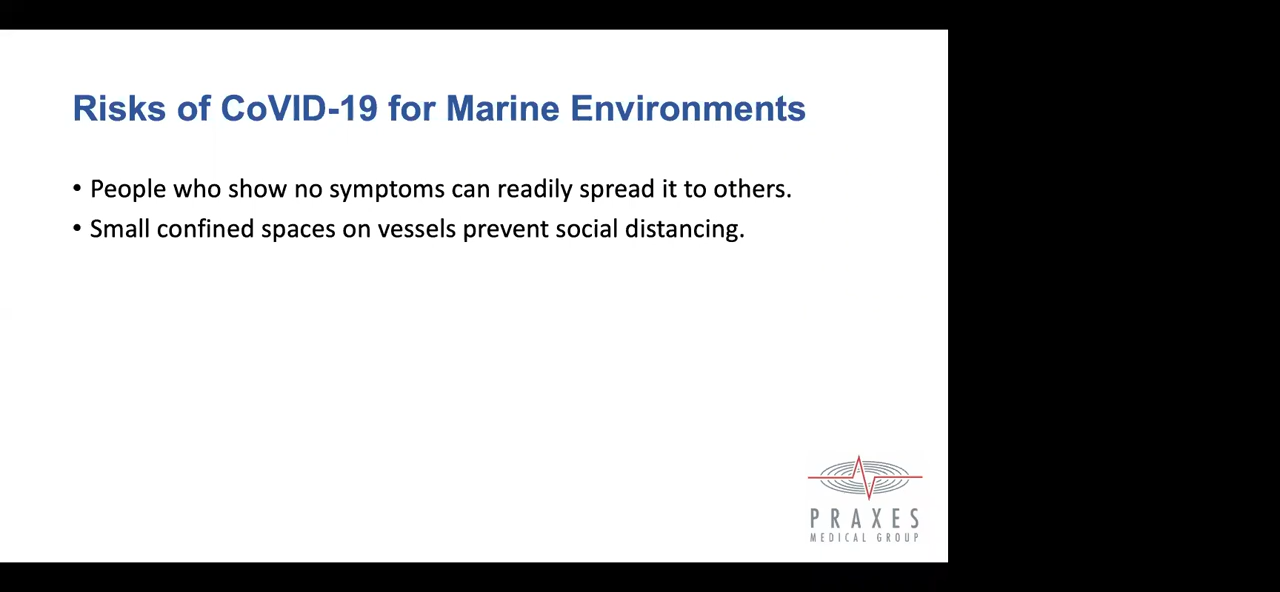 Risks of CoVID-19 for Marine Environments
• People who show no symptoms can readily spread it to others.
• Small confined spaces on vessels prevent social distancing.
PRAXES
MEDICAL GROUP